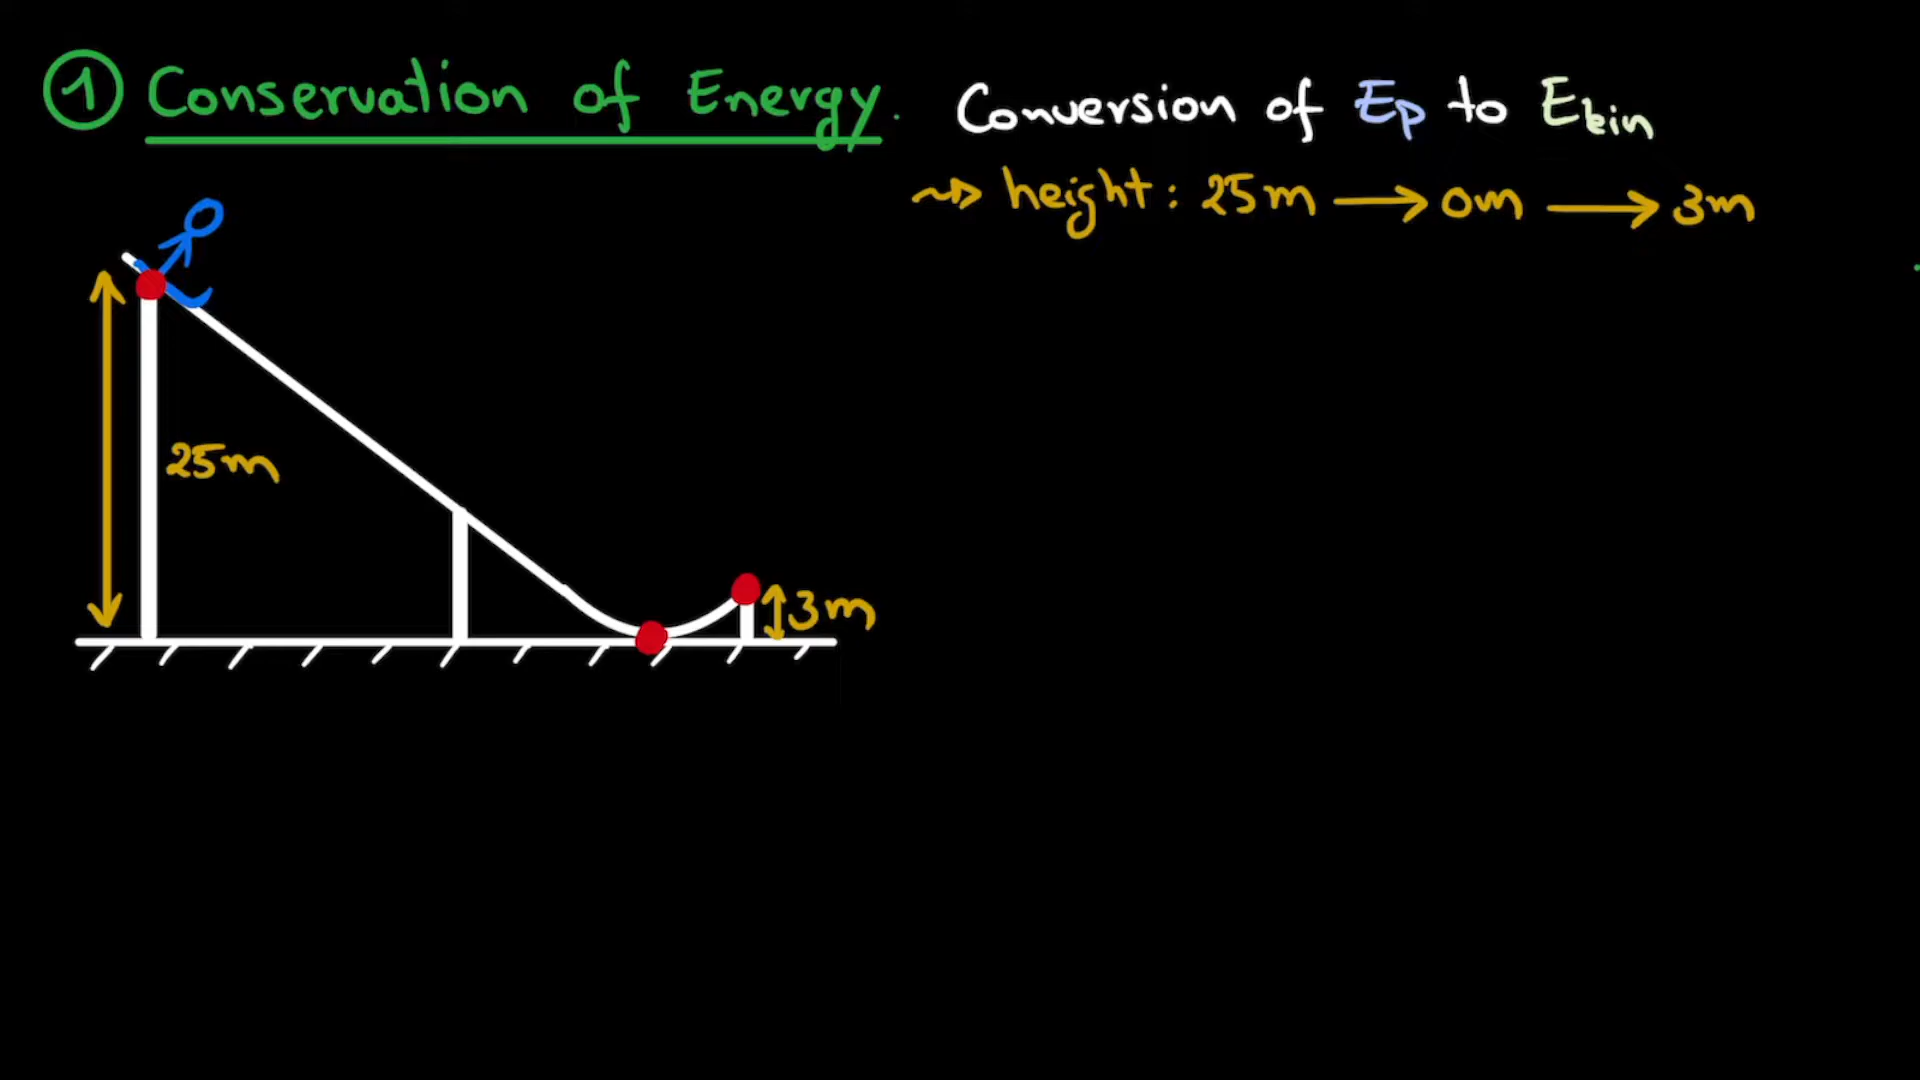 ① Conservation of Energy.
Conversion of Ep to Ekin
⇝ height: 25m → 0m → 3m
25m
3m